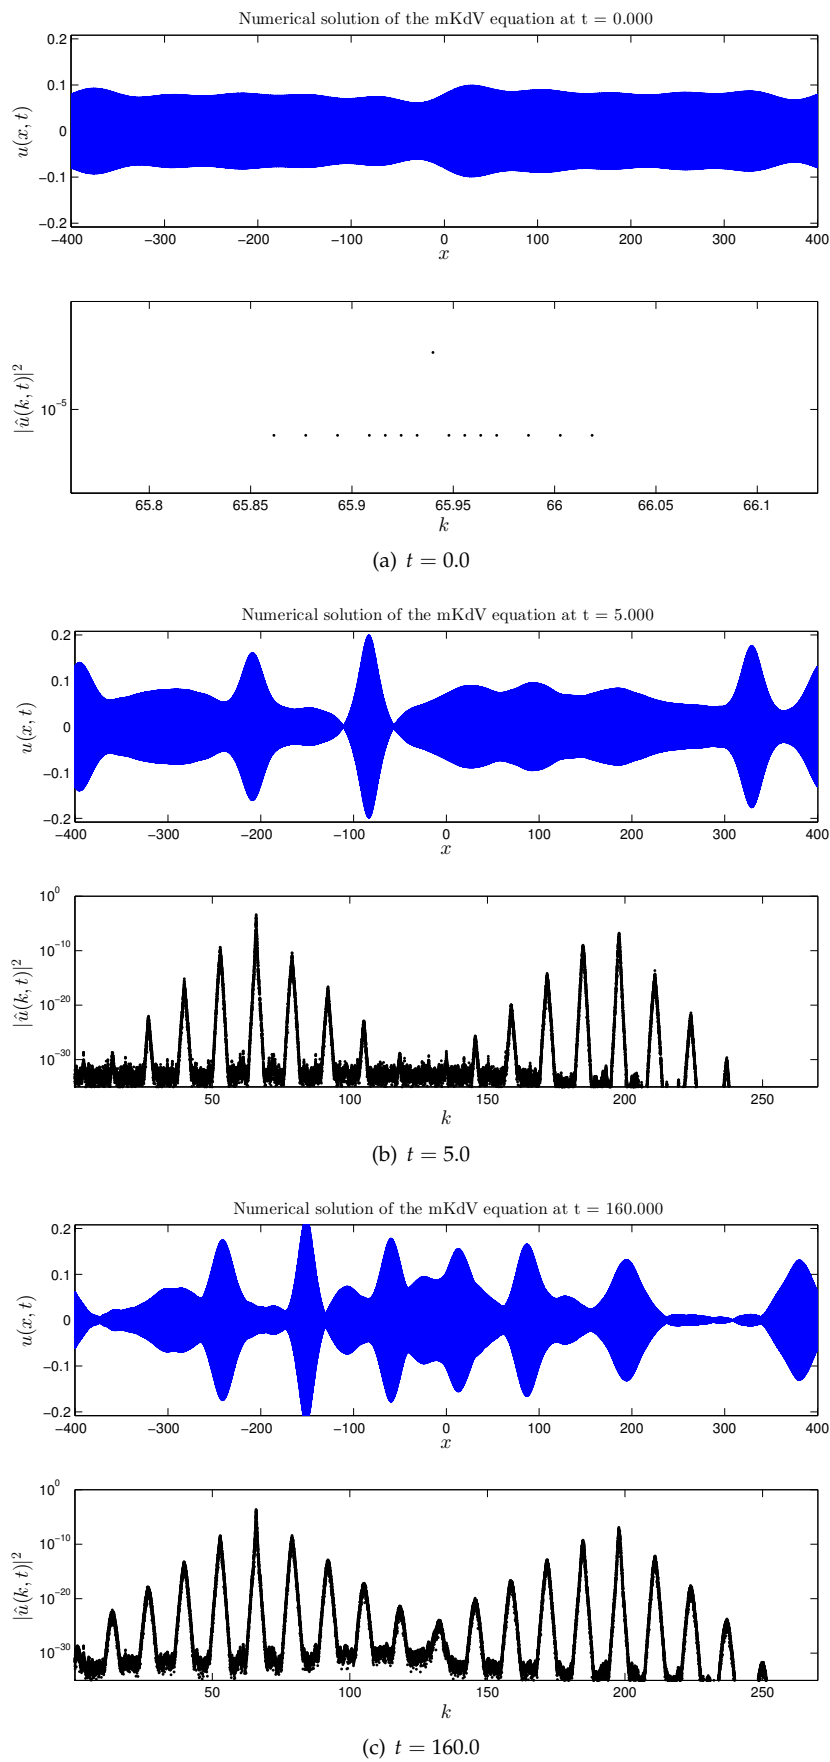 Numerical solution of the mKdV equation at t = 0.000
0.2
0.1
0
−0.1
−0.2
u(x, t)
−400 −300 −200 −100 0 100 200 300 400
x
10^{−5}
|û(k, t)|²
65.8 65.85 65.9 65.95 66 66.05 66.1
k
(a) t = 0.0
Numerical solution of the mKdV equation at t = 5.000
0.2
0.1
0
−0.1
−0.2
u(x, t)
−400 −300 −200 −100 0 100 200 300 400
x
10^{0}
10^{−10}
10^{−20}
10^{−30}
|û(k, t)|²
50 100 150 200 250
k
(b) t = 5.0
Numerical solution of the mKdV equation at t = 160.000
0.2
0.1
0
−0.1
−0.2
u(x, t)
−400 −300 −200 −100 0 100 200 300 400
x
10^{0}
10^{−10}
10^{−20}
10^{−30}
|û(k, t)|²
50 100 150 200 250
k
(c) t = 160.0